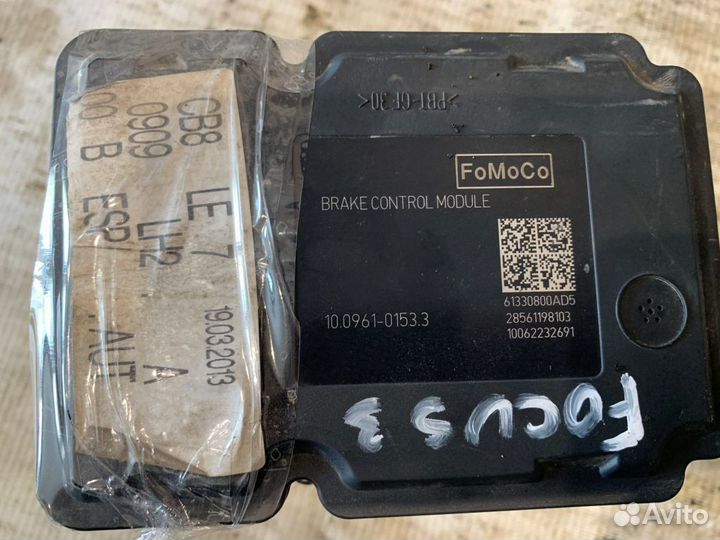 CB8 LE 7 19.03.2013
0909 LH2 A
00 B ESP/ .AUT
>PBT-GF30<
FoMoCo
BRAKE CONTROL MODULE
61330800AD5
28561198103
10062232691
10.0961-0153.3
FOCUS 3
Avito